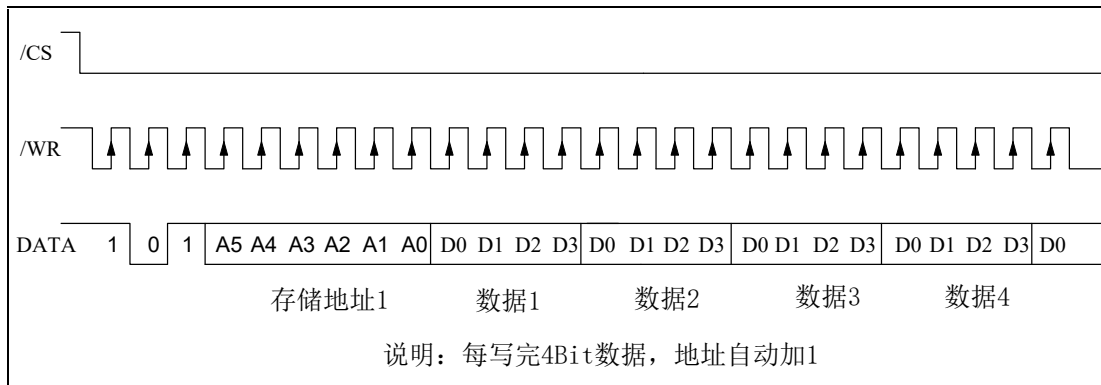 /CS
/WR
DATA 1 0 1 A5 A4 A3 A2 A1 A0 D0 D1 D2 D3 D0 D1 D2 D3 D0 D1 D2 D3 D0 D1 D2 D3 D0
存储地址1 数据1 数据2 数据3 数据4
说明：每写完4Bit数据，地址自动加1